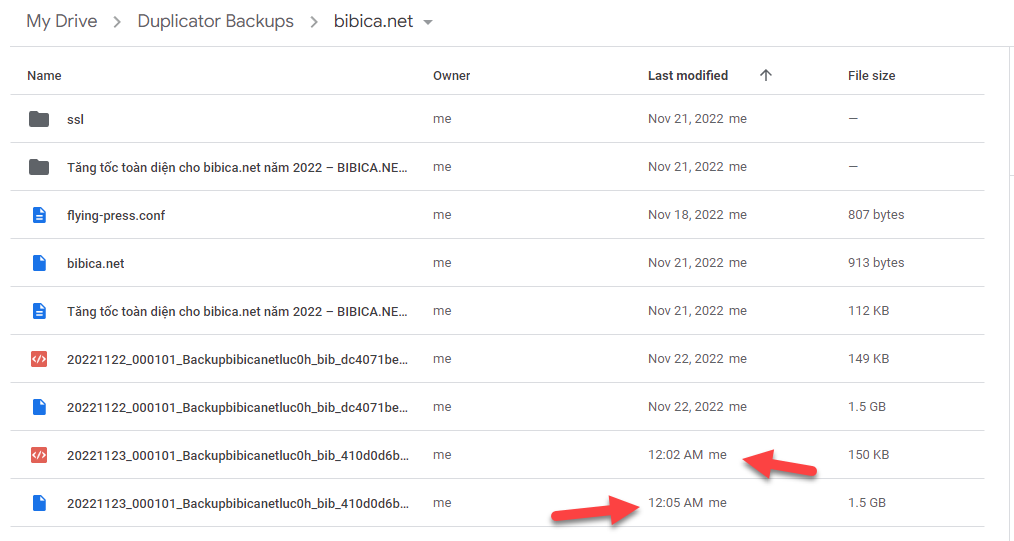 My Drive > Duplicator Backups > bibica.net
Name Owner Last modified File size
ssl me Nov 21, 2022 me —
Tăng tốc toàn diện cho bibica.net năm 2022 – BIBICA.NE... me Nov 21, 2022 me —
flying-press.conf me Nov 18, 2022 me 807 bytes
bibica.net me Nov 21, 2022 me 913 bytes
Tăng tốc toàn diện cho bibica.net năm 2022 – BIBICA.NE... me Nov 21, 2022 me 112 KB
20221122_000101_Backupbibicanetluc0h_bib_dc4071be... me Nov 22, 2022 me 149 KB
20221122_000101_Backupbibicanetluc0h_bib_dc4071be... me Nov 22, 2022 me 1.5 GB
20221123_000101_Backupbibicanetluc0h_bib_410d0d6b... me 12:02 AM me 150 KB
20221123_000101_Backupbibicanetluc0h_bib_410d0d6b... me 12:05 AM me 1.5 GB